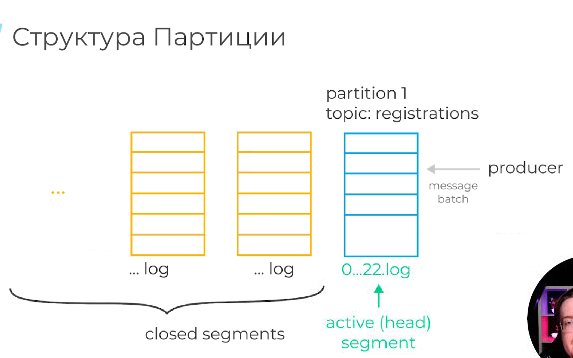 Структура Партиции
partition 1
topic: registrations
producer
message
batch
...
... log
... log
0...22.log
closed segments
active (head)
segment